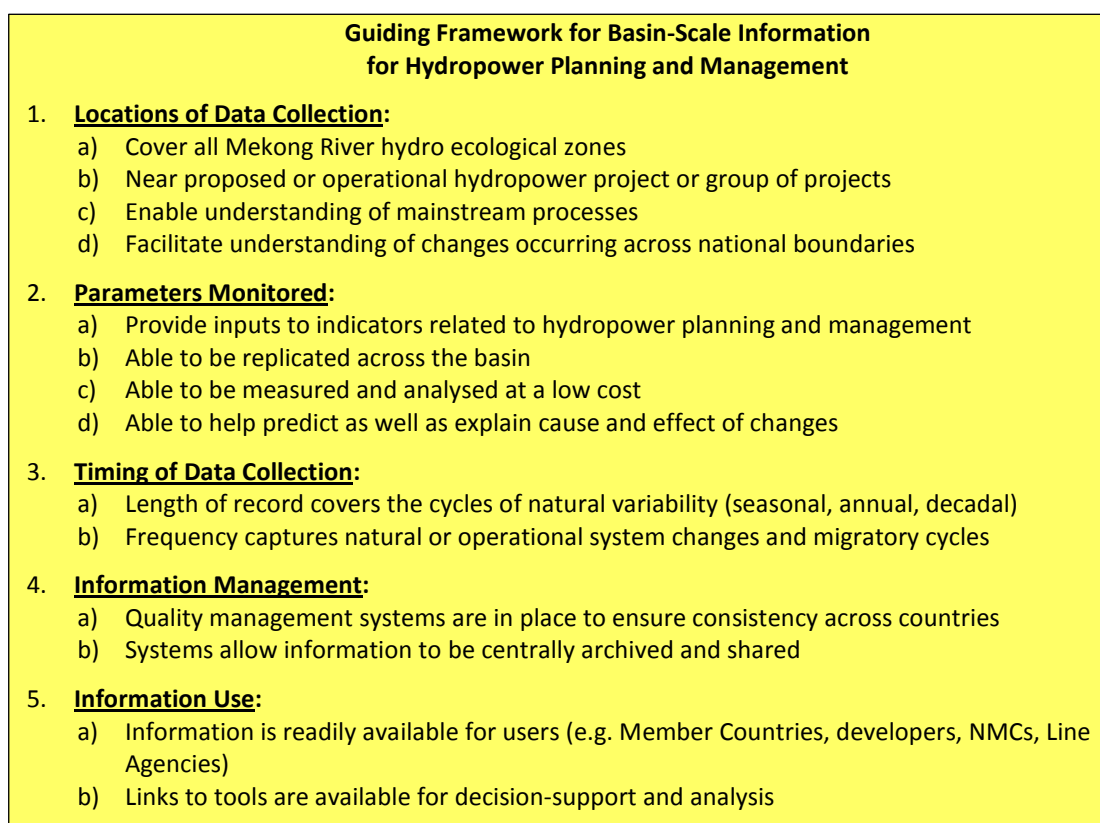 Guiding Framework for Basin-Scale Information
for Hydropower Planning and Management
1. Locations of Data Collection:
a) Cover all Mekong River hydro ecological zones
b) Near proposed or operational hydropower project or group of projects
c) Enable understanding of mainstream processes
d) Facilitate understanding of changes occurring across national boundaries
2. Parameters Monitored:
a) Provide inputs to indicators related to hydropower planning and management
b) Able to be replicated across the basin
c) Able to be measured and analysed at a low cost
d) Able to help predict as well as explain cause and effect of changes
3. Timing of Data Collection:
a) Length of record covers the cycles of natural variability (seasonal, annual, decadal)
b) Frequency captures natural or operational system changes and migratory cycles
4. Information Management:
a) Quality management systems are in place to ensure consistency across countries
b) Systems allow information to be centrally archived and shared
5. Information Use:
a) Information is readily available for users (e.g. Member Countries, developers, NMCs, Line
Agencies)
b) Links to tools are available for decision-support and analysis